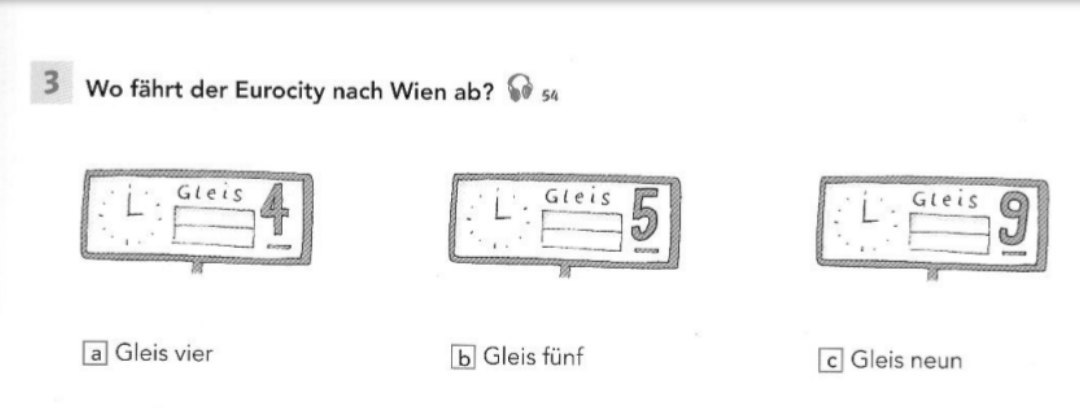 3 Wo fährt der Eurocity nach Wien ab? 54
Gleis 4
Gleis 5
Gleis 9
a Gleis vier
b Gleis fünf
c Gleis neun